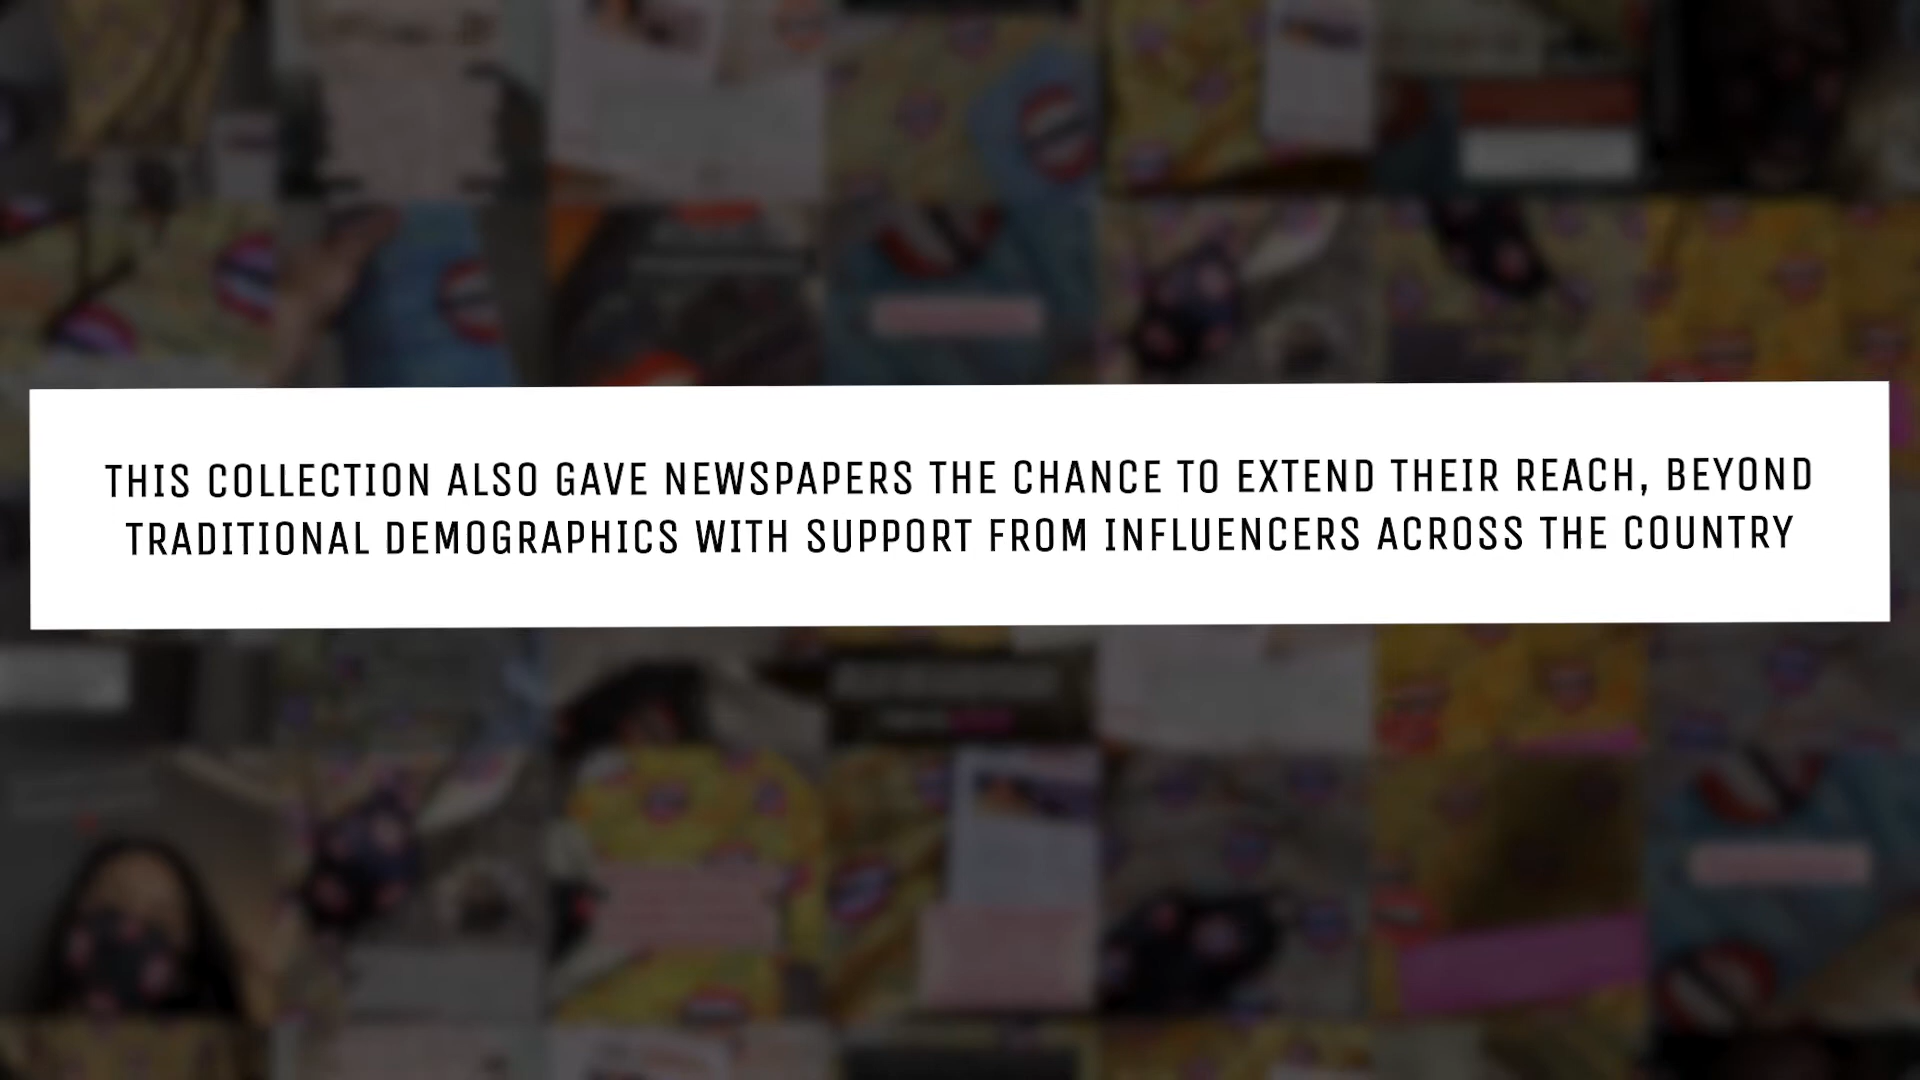 THIS COLLECTION ALSO GAVE NEWSPAPERS THE CHANCE TO EXTEND THEIR REACH, BEYOND
TRADITIONAL DEMOGRAPHICS WITH SUPPORT FROM INFLUENCERS ACROSS THE COUNTRY